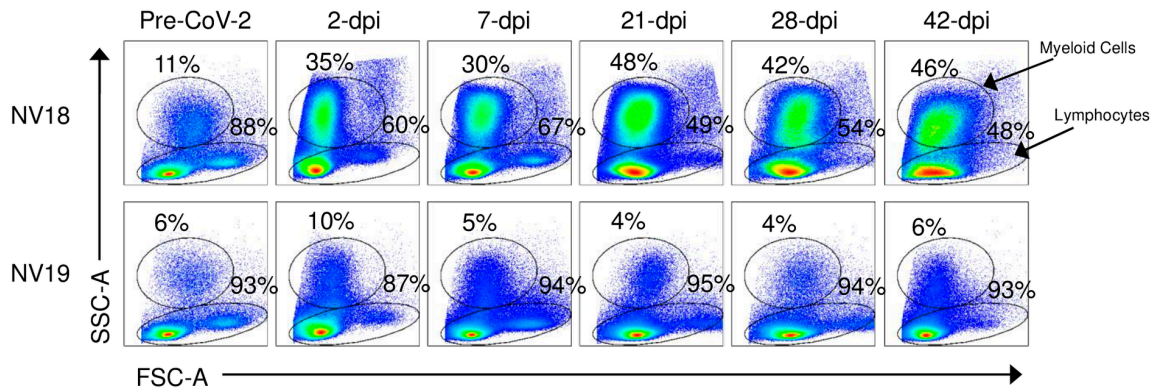 Pre-CoV-2 2-dpi 7-dpi 21-dpi 28-dpi 42-dpi
11% 35% 30% 48% 42% 46% Myeloid Cells
NV18 88% 60% 67% 49% 54% 48% Lymphocytes
6% 10% 5% 4% 4% 6%
NV19 93% 87% 94% 95% 94% 93%
SSC-A
FSC-A